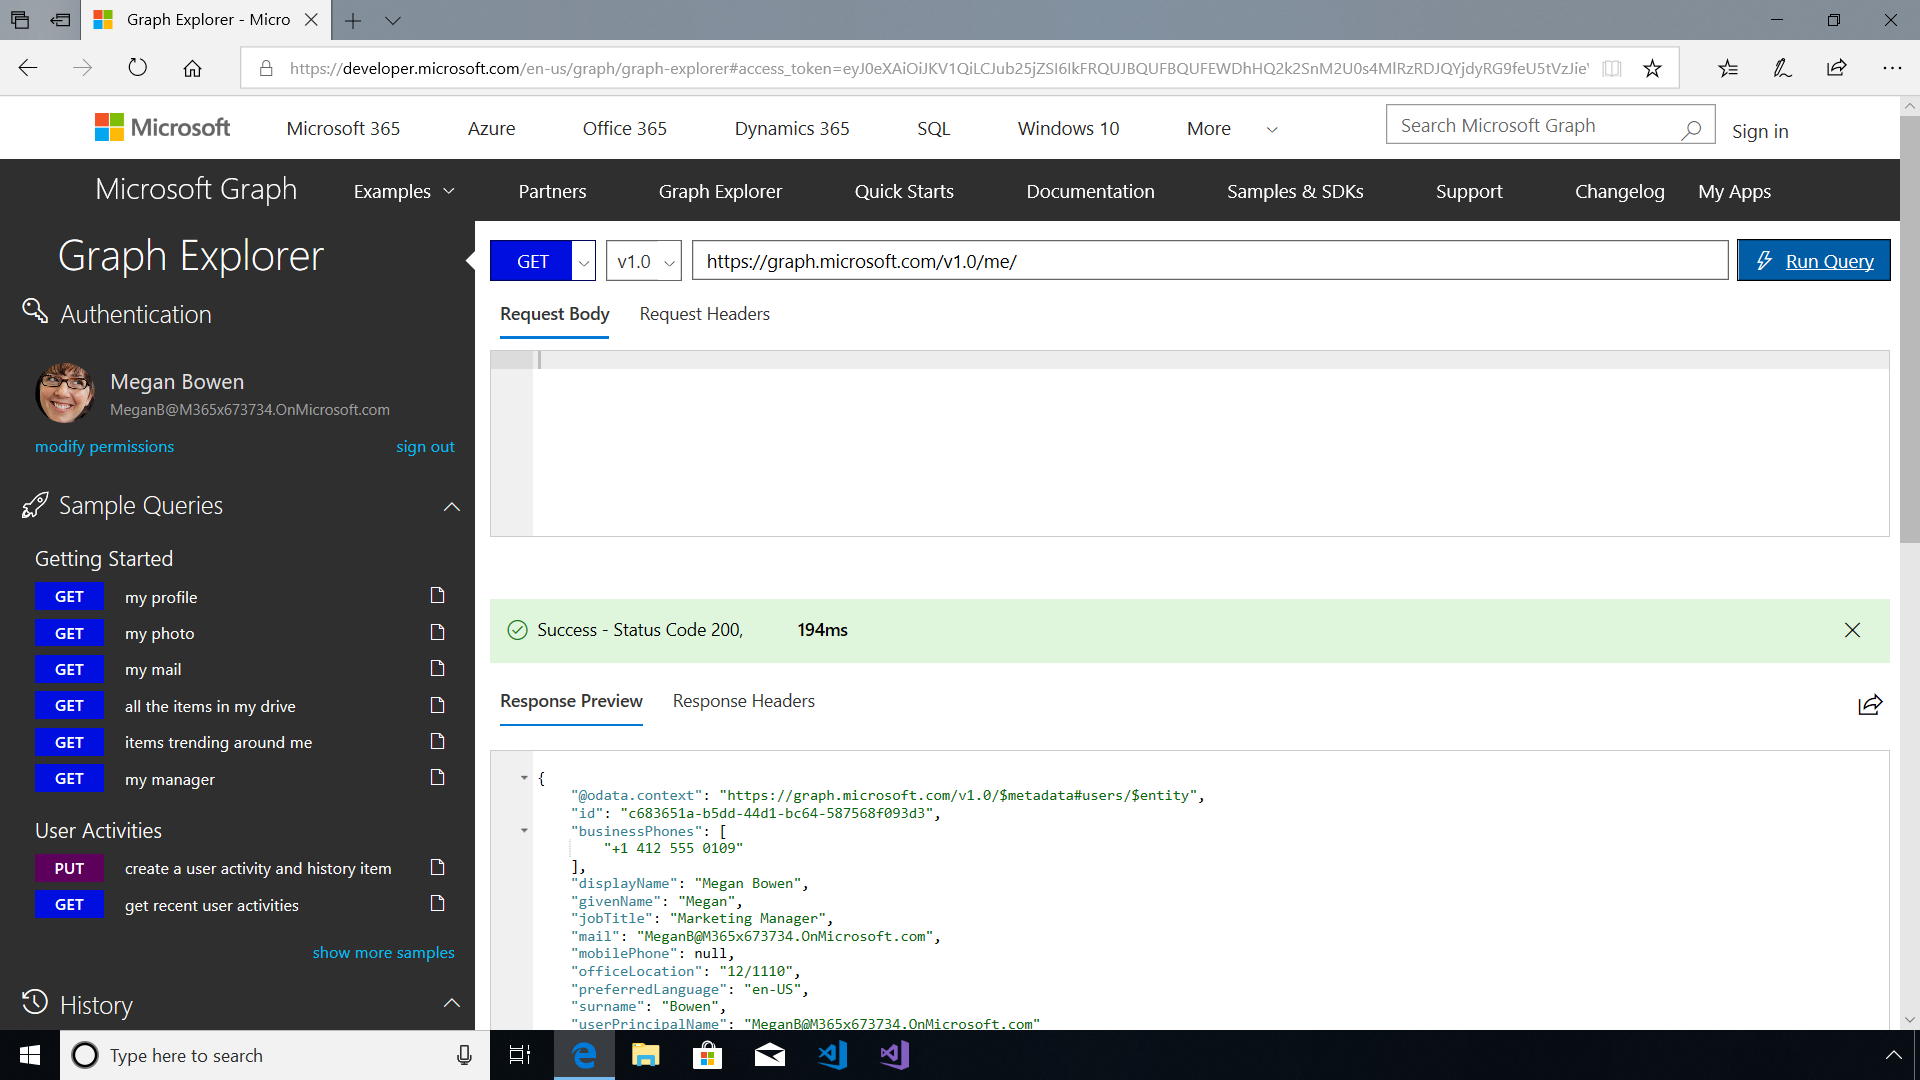 Graph Explorer - Micro
https://developer.microsoft.com/en-us/graph/graph-explorer#access_token=eyJ0eXAiOiJKV1QiLCJub25jZSI6IkFRQUJBQUFBQUFEWDhHQ2k2SnM2U0s4MlRzRDJQYjdyRG9feU5tVzJie
Microsoft
Microsoft 365
Azure
Office 365
Dynamics 365
SQL
Windows 10
More
Search Microsoft Graph
Sign in
Microsoft Graph
Examples
Partners
Graph Explorer
Quick Starts
Documentation
Samples & SDKs
Support
Changelog
My Apps
Graph Explorer
Authentication
Megan Bowen
MeganB@M365x673734.OnMicrosoft.com
modify permissions
sign out
Sample Queries
Getting Started
GET my profile
GET my photo
GET my mail
GET all the items in my drive
GET items trending around me
GET my manager
User Activities
PUT create a user activity and history item
GET get recent user activities
show more samples
History
GET
v1.0
https://graph.microsoft.com/v1.0/me/
Run Query
Request Body
Request Headers
Success - Status Code 200, 194ms
Response Preview
Response Headers
{
"@odata.context": "https://graph.microsoft.com/v1.0/$metadata#users/$entity",
"id": "c683651a-b5dd-44d1-bc64-587568f093d3",
"businessPhones": [
"+1 412 555 0109"
],
"displayName": "Megan Bowen",
"givenName": "Megan",
"jobTitle": "Marketing Manager",
"mail": "MeganB@M365x673734.OnMicrosoft.com",
"mobilePhone": null,
"officeLocation": "12/1110",
"preferredLanguage": "en-US",
"surname": "Bowen",
"userPrincipalName": "MeganB@M365x673734.OnMicrosoft.com"
Type here to search